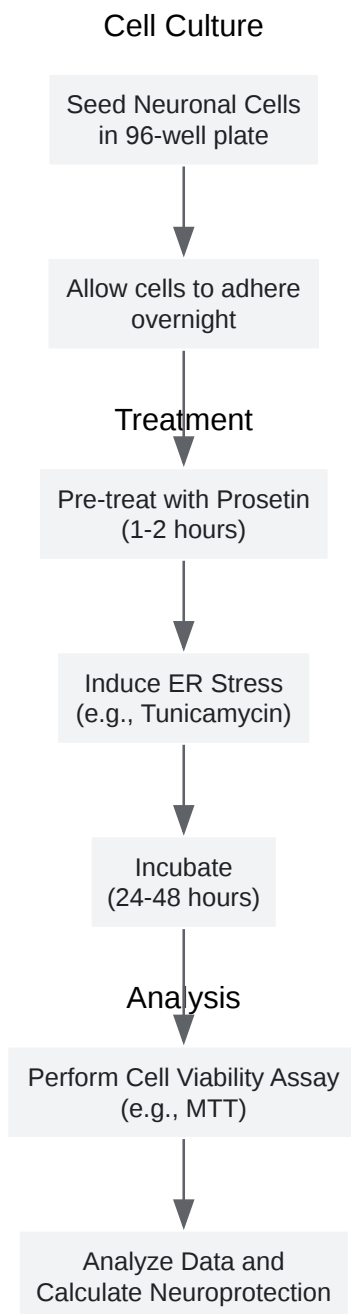 Cell Culture
Seed Neuronal Cells
in 96-well plate
Allow cells to adhere
overnight
Treatment
Pre-treat with Prosetin
(1-2 hours)
Induce ER Stress
(e.g., Tunicamycin)
Incubate
(24-48 hours)
Analysis
Perform Cell Viability Assay
(e.g., MTT)
Analyze Data and
Calculate Neuroprotection